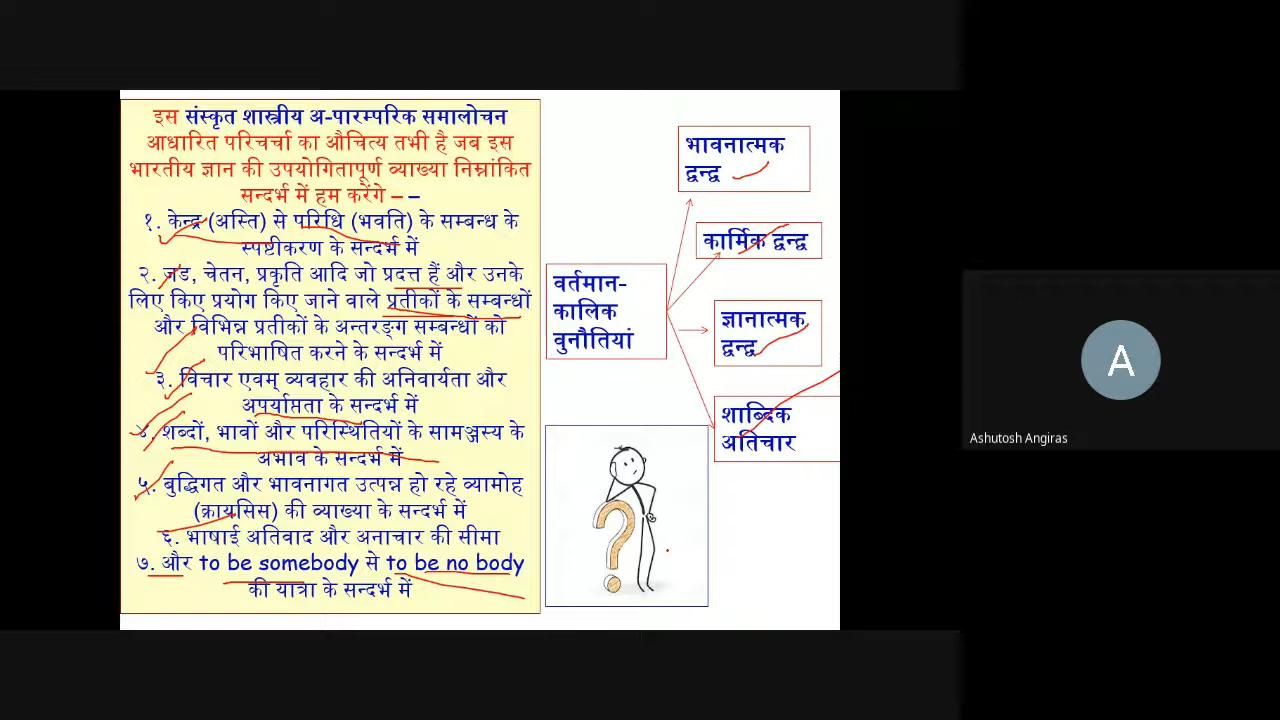 इस संस्कृत शास्त्रीय अ-पारम्परिक समालोचन
आधारित परिचर्चा का औचित्य तभी है जब इस
भारतीय ज्ञान की उपयोगितापूर्ण व्याख्या निम्नांकित
सन्दर्भ में हम करेंगे – –
१. केन्द्र (अस्ति) से परिधि (भवति) के सम्बन्ध के
स्पष्टीकरण के सन्दर्भ में
२. जड, चेतन, प्रकृति आदि जो प्रदत्त हैं और उनके
लिए किए प्रयोग किए जाने वाले प्रतीकों के सम्बन्धों
और विभिन्न प्रतीकों के अन्तरङ्ग सम्बन्धों को
परिभाषित करने के सन्दर्भ में
३. विचार एवम् व्यवहार की अनिवार्यता और
अपर्याप्तता के सन्दर्भ में
४. शब्दों, भावों और परिस्थितियों के सामञ्जस्य के
अभाव के सन्दर्भ में
५. बुद्धिगत और भावनागत उत्पन्न हो रहे व्यामोह
(क्रायसिस) की व्याख्या के सन्दर्भ में
६. भाषाई अतिवाद और अनाचार की सीमा
७. और to be somebody से to be no body
की यात्रा के सन्दर्भ में
वर्तमान-
कालिक
वुनौतियां
भावनात्मक
द्वन्द्व
कार्मिक द्वन्द्व
ज्ञानात्मक
द्वन्द्व
शाब्दिक
अतिचार
?
A
Ashutosh Angiras